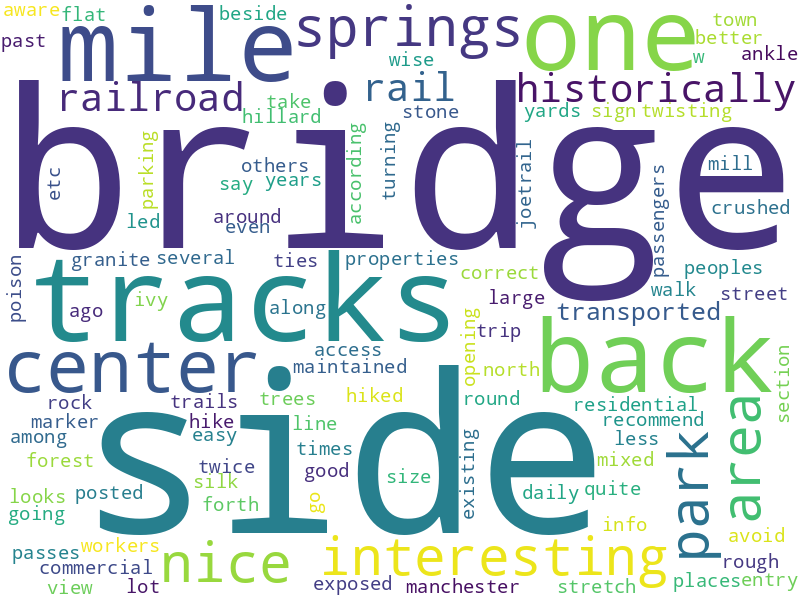 aware
flat
mile
beside
springs
one
town
better
past
wise
w
ankle
railroad
take
hillard
rail
stone
historically
yards
sign
twisting
bridge
etc
parking
others
say
years
according
turning
joetrail
passengers
mill
crushed
led
around
even
granite
several
ties
properties
poison
tracks
ago
ivy
along
correct
large
trip
opening
peoples
walk
street
transported
center
access
maintained
north
back
section
rock
trails
trees
hiked
round
residential
marker
hike
line
recommend
among
easy
side
times
existing
less
park
area
forest
twice
good
mixed
looks
posted
silk
size
daily
quite
going
forth
go
info
avoid
passes
workers
nice
interesting
rough
commercial
view
lot
exposed
manchester
stretch
places
entry